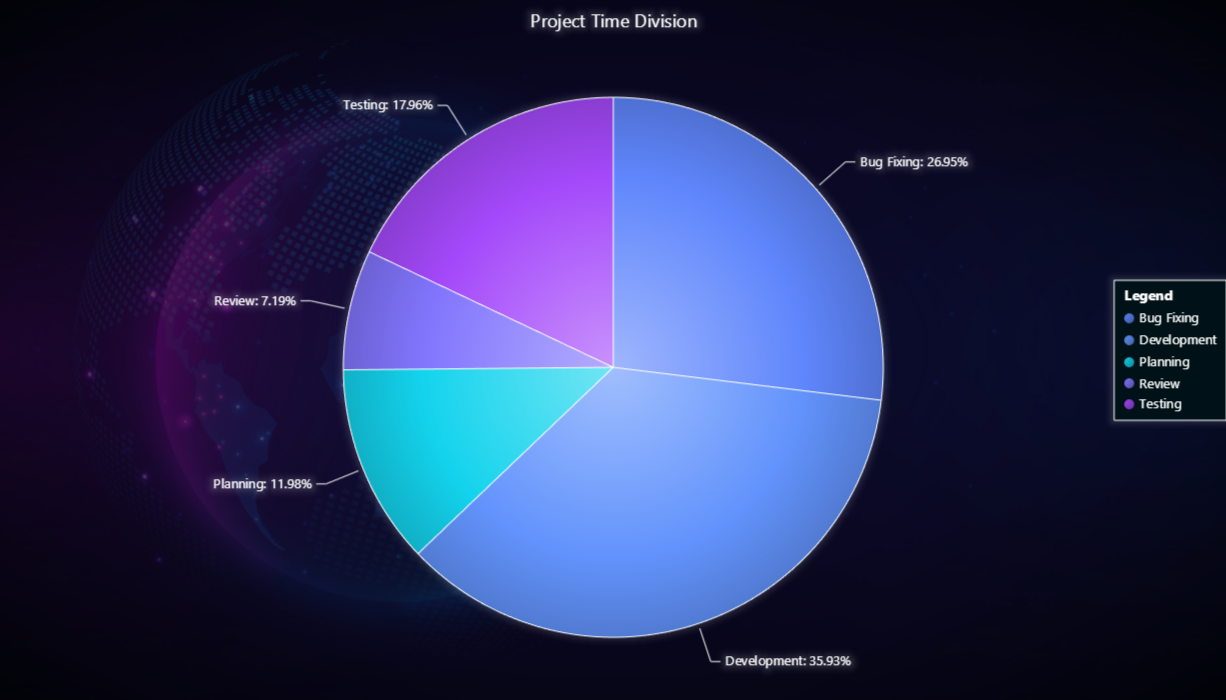 Project Time Division
Testing: 17.96%
Bug Fixing: 26.95%
Review: 7.19%
Planning: 11.98%
Development: 35.93%
Legend
Bug Fixing
Development
Planning
Review
Testing